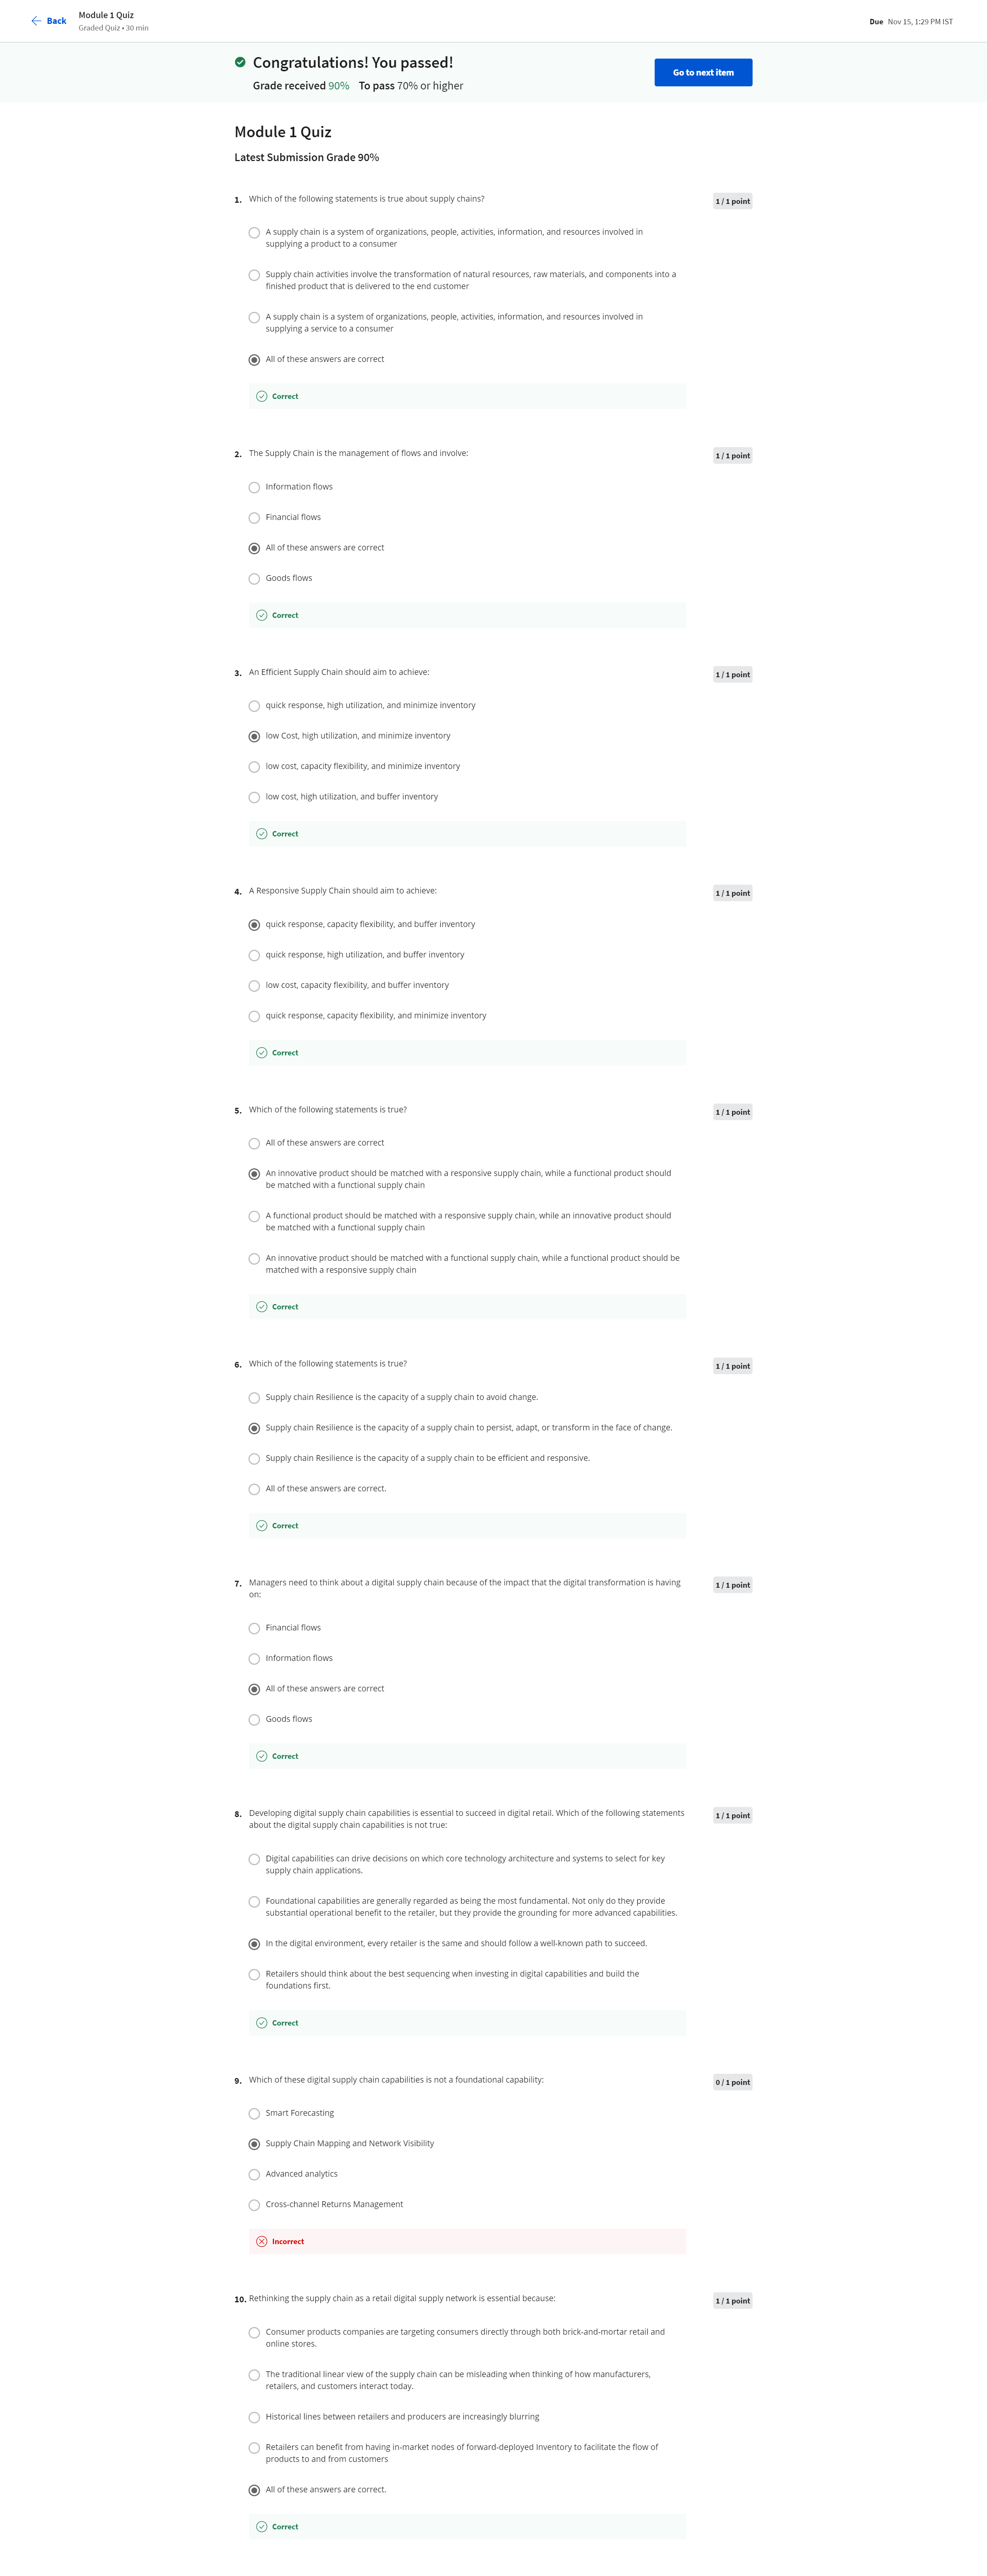 Back
Module 1 Quiz
Graded Quiz • 30 min
Due Nov 15, 1:29 PM IST
Congratulations! You passed!
Grade received 90% To pass 70% or higher
Go to next item
Module 1 Quiz
Latest Submission Grade 90%
1. Which of the following statements is true about supply chains?
1 / 1 point
A supply chain is a system of organizations, people, activities, information, and resources involved in
supplying a product to a consumer
Supply chain activities involve the transformation of natural resources, raw materials, and components into a
finished product that is delivered to the end customer
A supply chain is a system of organizations, people, activities, information, and resources involved in
supplying a service to a consumer
All of these answers are correct
Correct
2. The Supply Chain is the management of flows and involve:
1 / 1 point
Information flows
Financial flows
All of these answers are correct
Goods flows
Correct
3. An Efficient Supply Chain should aim to achieve:
1 / 1 point
quick response, high utilization, and minimize inventory
low Cost, high utilization, and minimize inventory
low cost, capacity flexibility, and minimize inventory
low cost, high utilization, and buffer inventory
Correct
4. A Responsive Supply Chain should aim to achieve:
1 / 1 point
quick response, capacity flexibility, and buffer inventory
quick response, high utilization, and buffer inventory
low cost, capacity flexibility, and buffer inventory
quick response, capacity flexibility, and minimize inventory
Correct
5. Which of the following statements is true?
1 / 1 point
All of these answers are correct
An innovative product should be matched with a responsive supply chain, while a functional product should
be matched with a functional supply chain
A functional product should be matched with a responsive supply chain, while an innovative product should
be matched with a functional supply chain
An innovative product should be matched with a functional supply chain, while a functional product should be
matched with a responsive supply chain
Correct
6. Which of the following statements is true?
1 / 1 point
Supply chain Resilience is the capacity of a supply chain to avoid change.
Supply chain Resilience is the capacity of a supply chain to persist, adapt, or transform in the face of change.
Supply chain Resilience is the capacity of a supply chain to be efficient and responsive.
All of these answers are correct.
Correct
7. Managers need to think about a digital supply chain because of the impact that the digital transformation is having
on:
1 / 1 point
Financial flows
Information flows
All of these answers are correct
Goods flows
Correct
8. Developing digital supply chain capabilities is essential to succeed in digital retail. Which of the following statements
about the digital supply chain capabilities is not true:
1 / 1 point
Digital capabilities can drive decisions on which core technology architecture and systems to select for key
supply chain applications.
Foundational capabilities are generally regarded as being the most fundamental. Not only do they provide
substantial operational benefit to the retailer, but they provide the grounding for more advanced capabilities.
In the digital environment, every retailer is the same and should follow a well-known path to succeed.
Retailers should think about the best sequencing when investing in digital capabilities and build the
foundations first.
Correct
9. Which of these digital supply chain capabilities is not a foundational capability:
0 / 1 point
Smart Forecasting
Supply Chain Mapping and Network Visibility
Advanced analytics
Cross-channel Returns Management
Incorrect
10. Rethinking the supply chain as a retail digital supply network is essential because:
1 / 1 point
Consumer products companies are targeting consumers directly through both brick-and-mortar retail and
online stores.
The traditional linear view of the supply chain can be misleading when thinking of how manufacturers,
retailers, and customers interact today.
Historical lines between retailers and producers are increasingly blurring
Retailers can benefit from having in-market nodes of forward-deployed Inventory to facilitate the flow of
products to and from customers
All of these answers are correct.
Correct